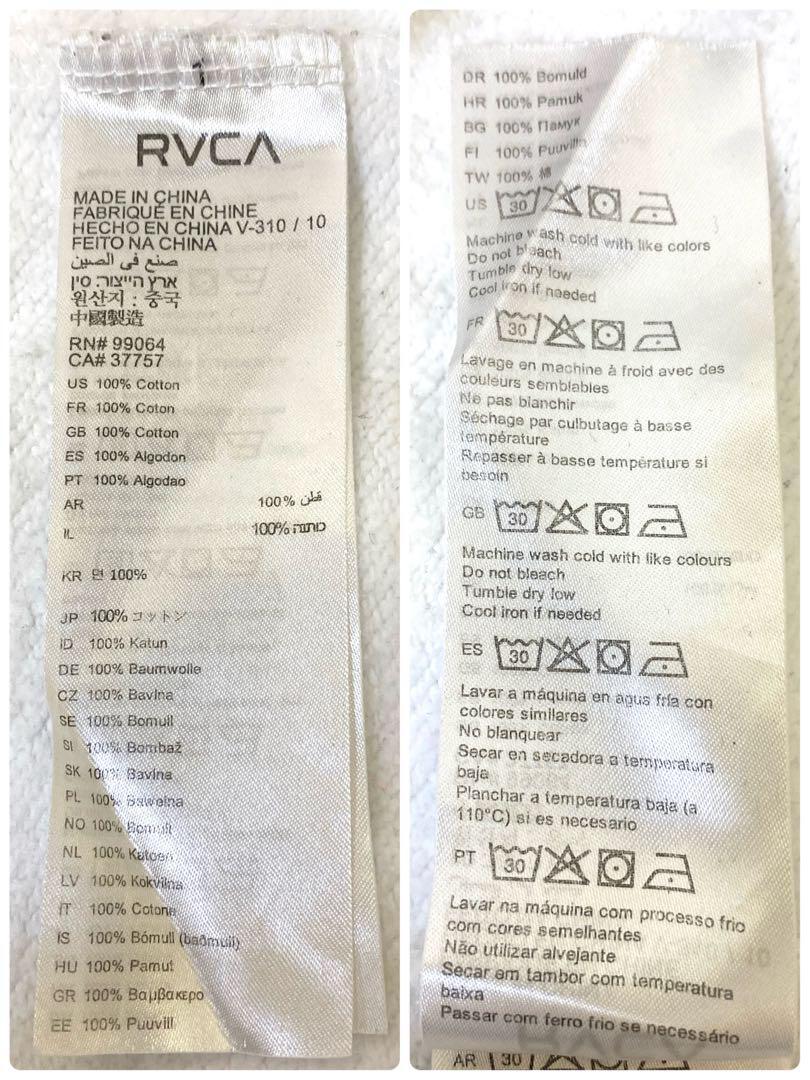 RVCA
MADE IN CHINA
FABRIQUÉ EN CHINE
HECHO EN CHINA V-310 / 10
FEITO NA CHINA
صنع في الصين
ארץ הייצור: סין
원산지 : 중국
中國製造
RN# 99064
CA# 37757
US 100% Cotton
FR 100% Coton
GB 100% Cotton
ES 100% Algodon
PT 100% Algodao
AR 100% قطن
IL 100% כותנה
KR 면 100%
JP 100% コットン
ID 100% Katun
DE 100% Baumwolle
CZ 100% Bavlna
SE 100% Bomull
SI 100% Bombaž
SK 100% Bavlna
PL 100% Bawelna
NO 100% Bomull
NL 100% Katoen
LV 100% Kokvilna
IT 100% Cotone
IS 100% Bómull (baðmull)
HU 100% Pamut
GR 100% Βαμβακερο
EE 100% Puuvill
DR 100% Bomuld
HR 100% Pamuk
BG 100% Памук
FI 100% Puuvilla
TW 100% 棉
US 30
Machine wash cold with like colors
Do not bleach
Tumble dry low
Cool iron if needed
FR 30
Lavage en machine à froid avec des
couleurs semblables
Ne pas blanchir
Séchage par culbutage à basse
température
Repasser à basse température si
besoin
GB 30
Machine wash cold with like colours
Do not bleach
Tumble dry low
Cool iron if needed
ES 30
Lavar a máquina en agua fría con
colores similares
No blanquear
Secar en secadora a temperatura
baja
Planchar a temperatura baja (a
110°C) si es necesario
PT 30
Lavar na máquina com processo frio
com cores semelhantes
Não utilizar alvejante
Secar em tambor com temperatura
baixa
Passar com ferro frio se necessário
AR 30